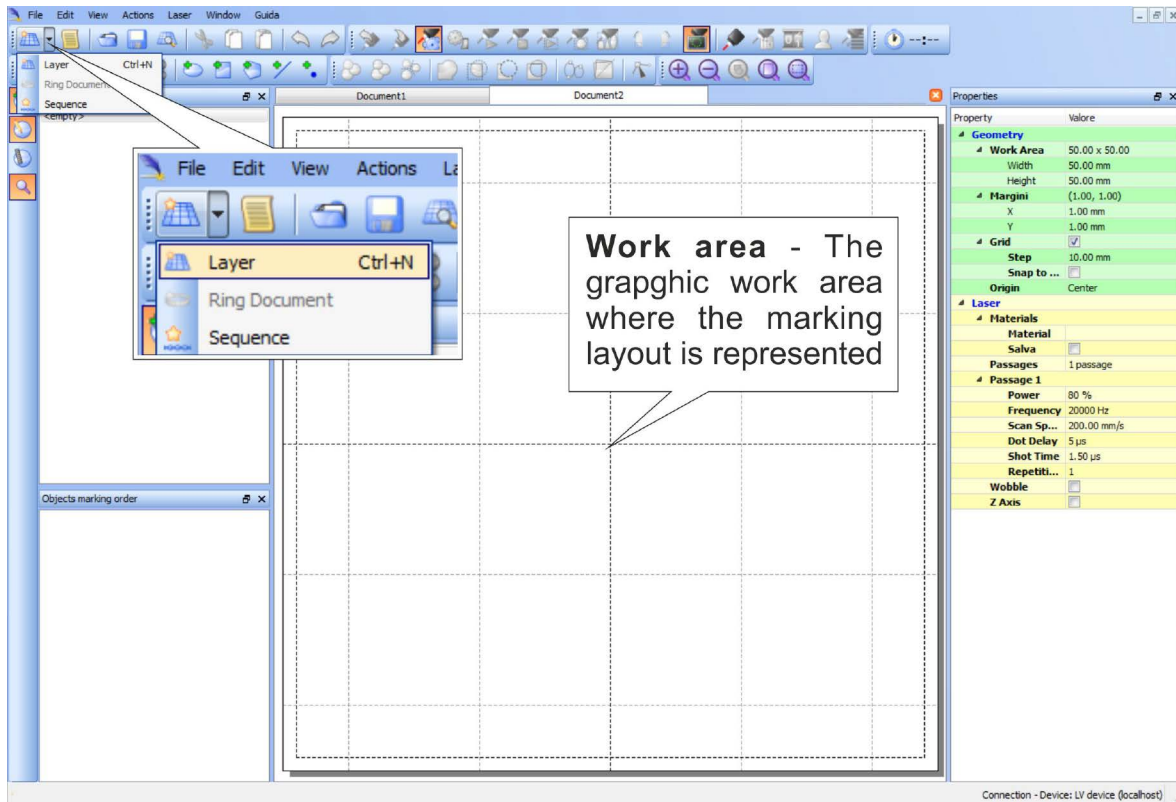 File Edit View Actions Laser Window Guida
--:--
Layer Ctrl+N
Ring Document
Sequence
<empty>
Document1 Document2
File Edit View Actions La
Layer Ctrl+N
Ring Document
Sequence
Work area - The
grapghic work area
where the marking
layout is represented
Objects marking order
Properties
Property Valore
Geometry
Work Area 50.00 x 50.00
Width 50.00 mm
Height 50.00 mm
Margini (1.00, 1.00)
X 1.00 mm
Y 1.00 mm
Grid
Step 10.00 mm
Snap to ...
Origin Center
Laser
Materials
Material
Salva
Passages 1 passage
Passage 1
Power 80 %
Frequency 20000 Hz
Scan Sp... 200.00 mm/s
Dot Delay 5 µs
Shot Time 1.50 µs
Repetiti... 1
Wobble
Z Axis
Connection - Device: LV device (localhost)